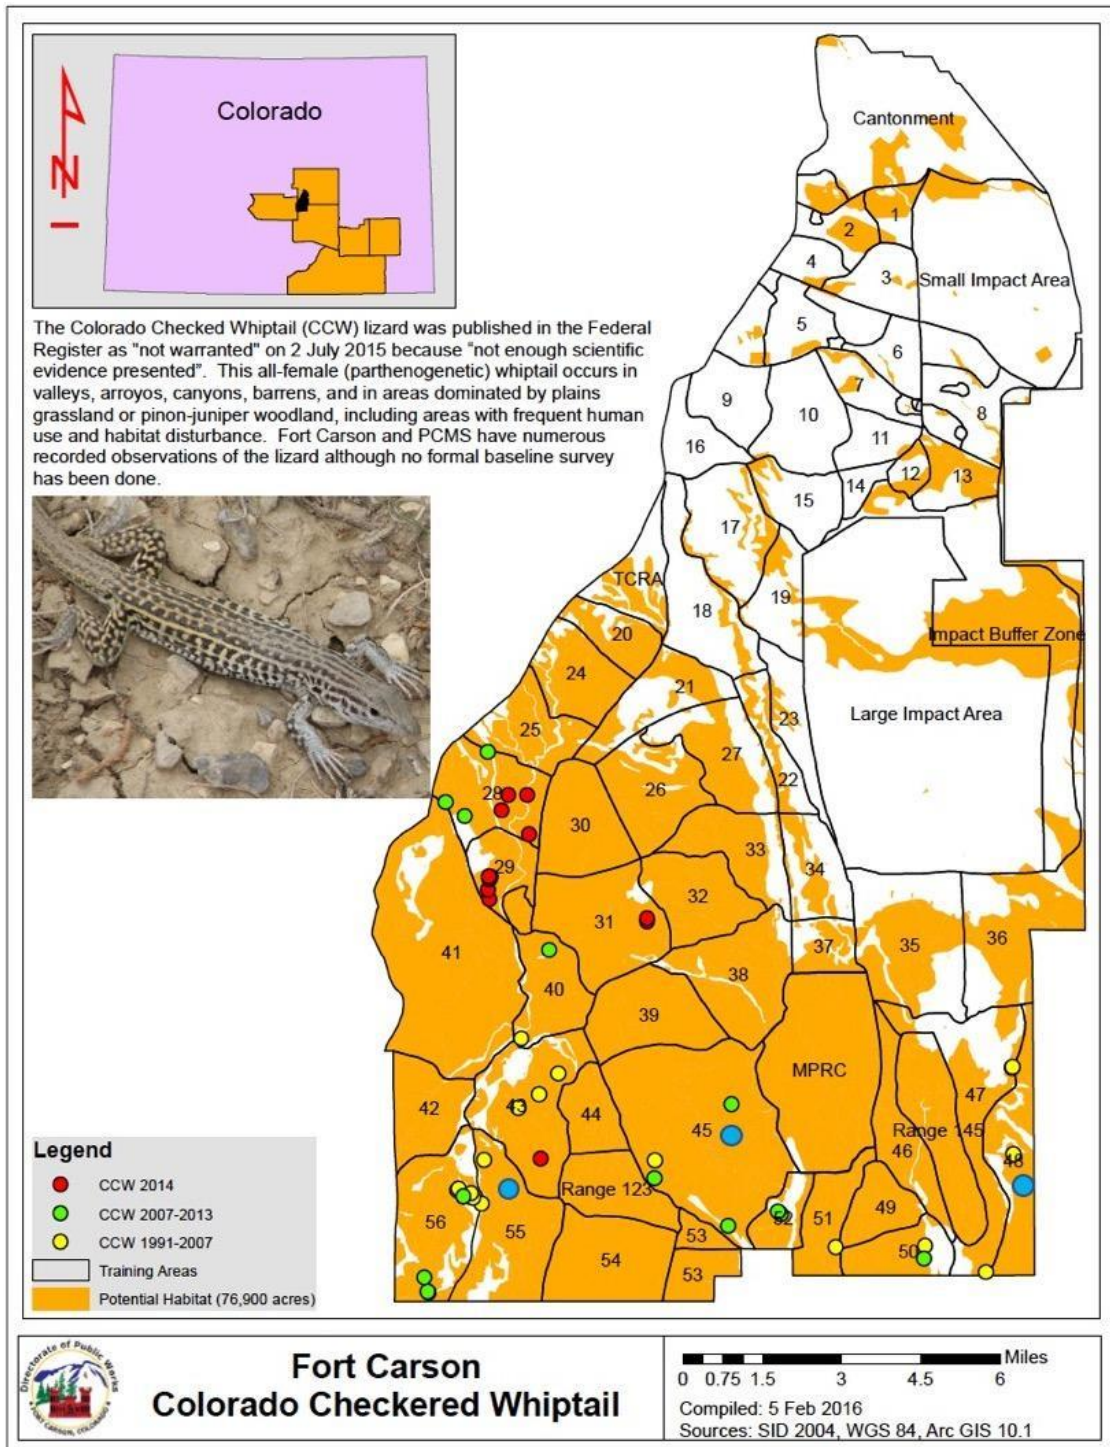 Colorado
N
The Colorado Checked Whiptail (CCW) lizard was published in the Federal
Register as "not warranted" on 2 July 2015 because “not enough scientific
evidence presented”. This all-female (parthenogenetic) whiptail occurs in
valleys, arroyos, canyons, barrens, and in areas dominated by plains
grassland or pinon-juniper woodland, including areas with frequent human
use and habitat disturbance. Fort Carson and PCMS have numerous
recorded observations of the lizard although no formal baseline survey
has been done.
Cantonment
1
2
4
3
Small Impact Area
5
6
7
9
10
8
11
16
12
13
14
15
17
TCRA
18
19
20
Impact Buffer Zone
24
21
23
Large Impact Area
25
27
22
28
26
30
33
29
34
32
31
36
35
37
41
38
40
39
MPRC
47
42
43
44
45
Range 145
46
48
Range 123
56
55
51
49
52
53
50
54
53
Legend
CCW 2014
CCW 2007-2013
CCW 1991-2007
Training Areas
Potential Habitat (76,900 acres)
Directorate of Public Works
FORT CARSON, COLORADO
Fort Carson
Colorado Checkered Whiptail
Miles
0 0.75 1.5 3 4.5 6
Compiled: 5 Feb 2016
Sources: SID 2004, WGS 84, Arc GIS 10.1